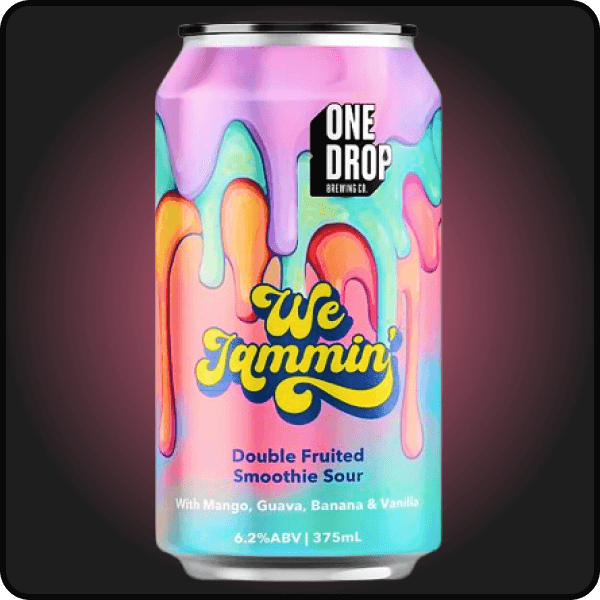 ONE
DROP
BREWING CO.
We
Jammin'
Double Fruited
Smoothie Sour
With Mango, Guava, Banana & Vanilla
6.2%ABV | 375mL